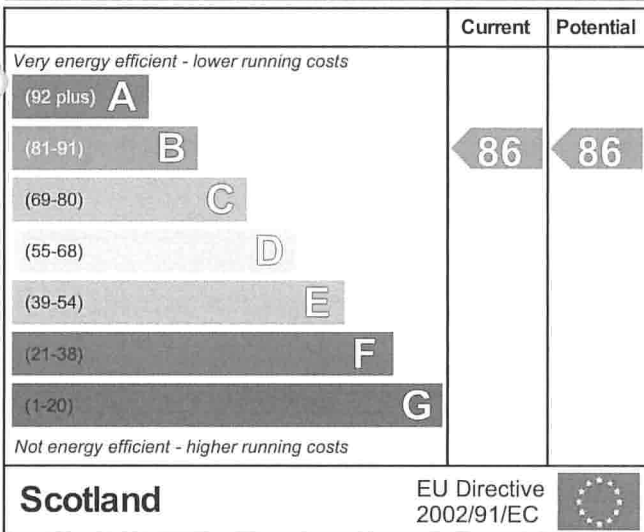 Current Potential
Very energy efficient - lower running costs
(92 plus) A
(81-91) B 86 86
(69-80) C
(55-68) D
(39-54) E
(21-38) F
(1-20) G
Not energy efficient - higher running costs
Scotland
EU Directive
2002/91/EC